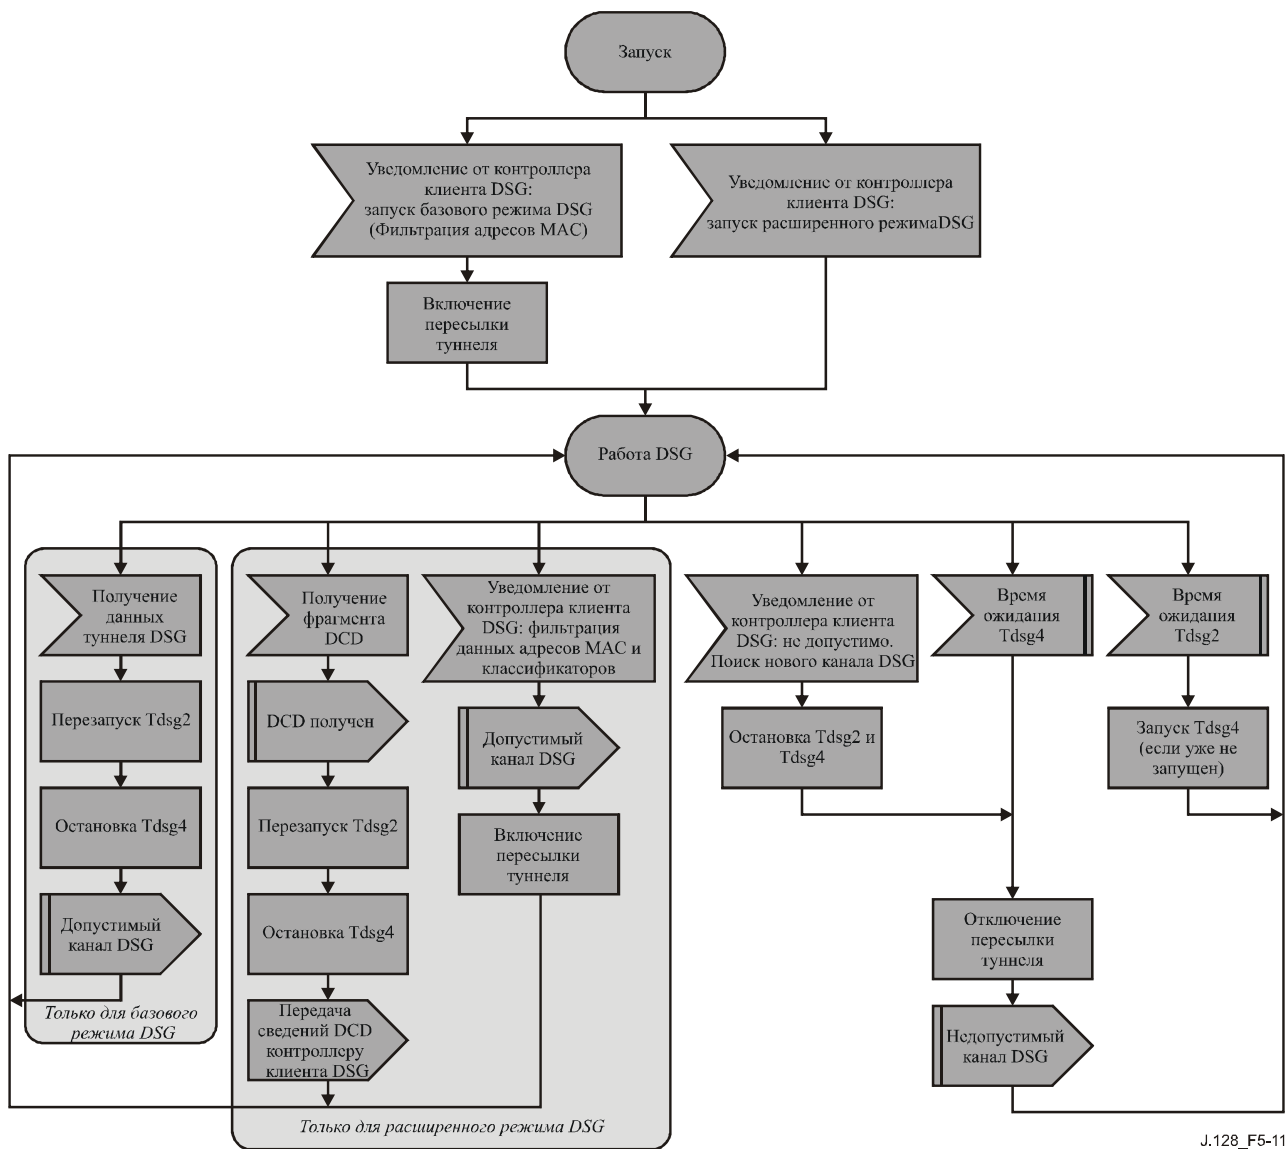 Запуск
Уведомление от контроллера
клиента DSG:
запуск базового режима DSG
(Фильтрация адресов MAC)
Уведомление от контроллера
клиента DSG:
запуск расширенного режимаDSG
Включение
пересылки
туннеля
Работа DSG
Получение
данных
туннеля DSG
Перезапуск Tdsg2
Остановка Tdsg4
Допустимый
канал DSG
Только для базового
режима DSG
Получение
фрагмента
DCD
DCD получен
Перезапуск Tdsg2
Остановка Tdsg4
Передача
сведений DCD
контроллеру
клиента DSG
Уведомление от
контроллера клиента
DSG: фильтрация
данных адресов MAC и
классификаторов
Допустимый
канал DSG
Включение
пересылки
туннеля
Только для расширенного режима DSG
Уведомление от
контроллера клиента
DSG: не допустимо.
Поиск нового канала DSG
Остановка Tdsg2 и
Tdsg4
Время
ожидания
Tdsg4
Отключение
пересылки
туннеля
Недопустимый
канал DSG
Время
ожидания
Tdsg2
Запуск Tdsg4
(если уже не
запущен)
J.128_F5-11